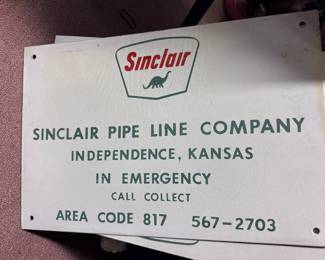 Sinclair
SINCLAIR PIPE LINE COMPANY
INDEPENDENCE, KANSAS
IN EMERGENCY
CALL COLLECT
AREA CODE 817 567-2703